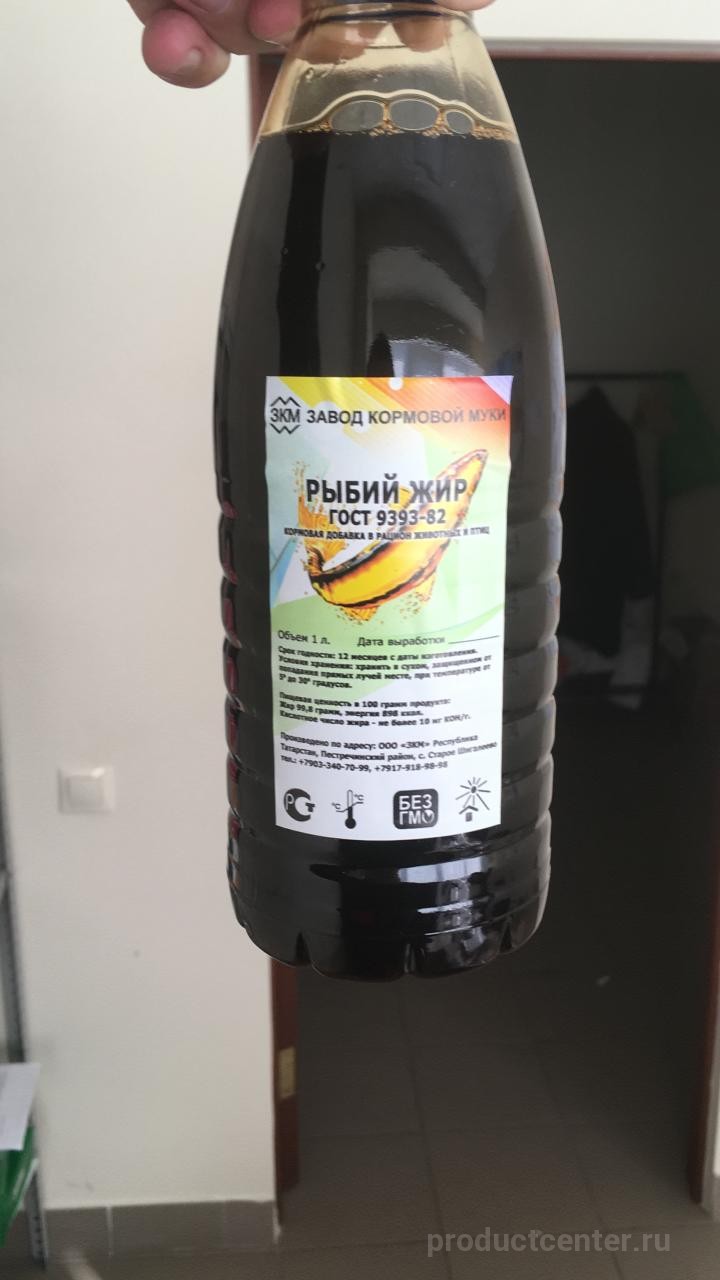 ЗКМ ЗАВОД КОРМОВОЙ МУКИ
РЫБИЙ ЖИР
ГОСТ 9393-82
КОРМОВАЯ ДОБАВКА В РАЦИОН ЖИВОТНЫХ И ПТИЦ
Объем 1 л. Дата выработки
Срок годности: 12 месяцев с даты изготовления.
Условия хранения: хранить в сухом, защищенном от
попадания прямых лучей месте, при температуре от
5° до 30° градусов.
Пищевая ценность в 100 грамм продукта:
Жир 99,8 грамм, энергия 898 ккал.
Кислотное число жира - не более 10 мг КОН/г.
Произведено по адресу: ООО «ЗКМ» Республика
Татарстан, Пестречинский район, с. Старое Шигалеево
тел.: +7903-340-70-99, +7917-918-98-98
РСТ °С °С БЕЗ
ГМО
productcenter.ru